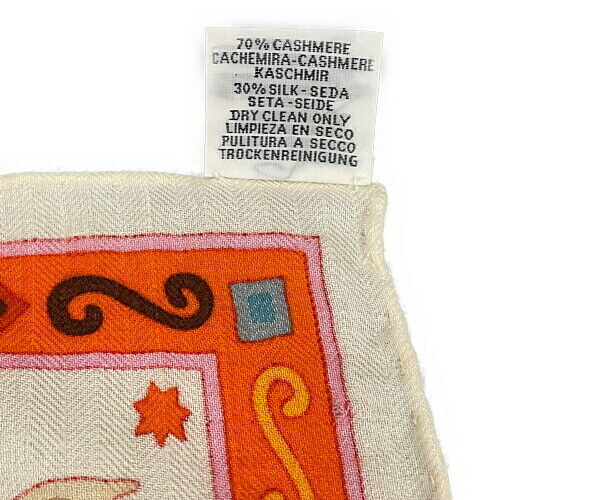 70% CASHMERE
CACHEMIRA-CASHMERE
KASCHMIR
30% SILK-SEDA
SETA-SEIDE
DRY CLEAN ONLY
LIMPIEZA EN SECO
PULITURA A SECCO
TROCKENREINIGUNG